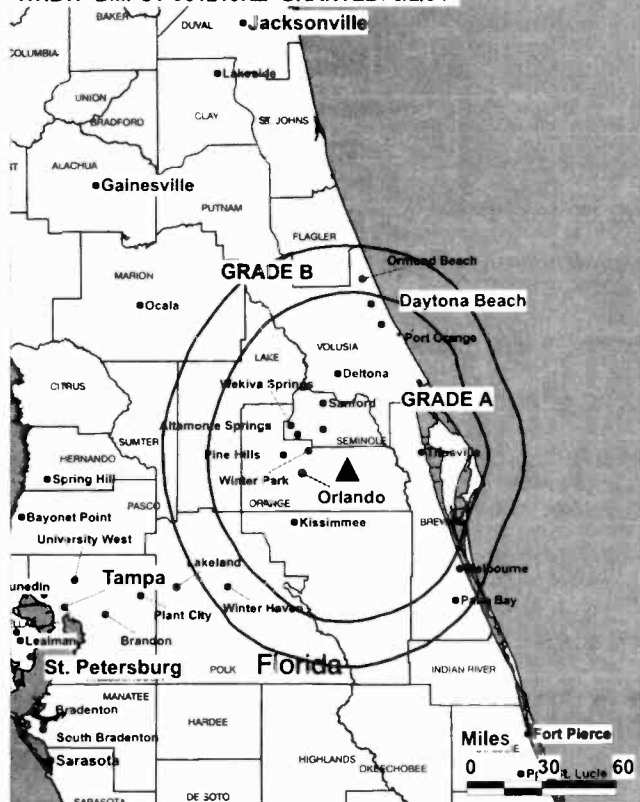 BAKER
DUVAL
Jacksonville
COLUMBIA
Lakeside
UNION
BRADFORD
CLAY
ST. JOHNS
ALACHUA
Gainesville
PUTNAM
FLAGLER
GRADE B
Ormond Beach
MARION
Daytona Beach
Ocala
Port Orange
VOLUSIA
LAKE
Deltona
CITRUS
Wekiva Springs
Sanford
GRADE A
SUMTER
Altamonte Springs
SEMINOLE
HERNANDO
Pine Hills
Titusville
Spring Hill
Winter Park
Orlando
PASCO
ORANGE
Bayonet Point
Kissimmee
University West
Lakeland
Melbourne
Tampa
Plant City
Winter Haven
Palm Bay
Brandon
St. Petersburg
POLK
Florida
INDIAN RIVER
MANATEE
Bradenton
HARDEE
South Bradenton
Miles
Fort Pierce
Sarasota
HIGHLANDS
OKEECHOBEE
0 30 60
SARASOTA
DE SOTO